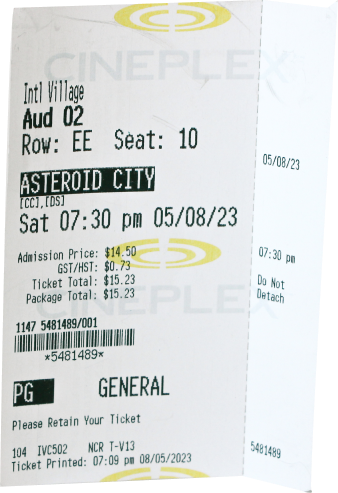 CINEPLEX
Intl Village
Aud 02
Row: EE Seat: 10
ASTEROID CITY
[CC],[DS]
Sat 07:30 pm 05/08/23
Admission Price: $14.50
GST/HST: $0.73
Ticket Total: $15.23
Package Total: $15.23
CINEPLEX
1147 5481489/001
*5481489*
PG GENERAL
Please Retain Your Ticket
104 IVC502 NCR T-V13
Ticket Printed: 07:09 pm 08/05/2023
05/08/23
07:30 pm
Do Not
Detach
5481489